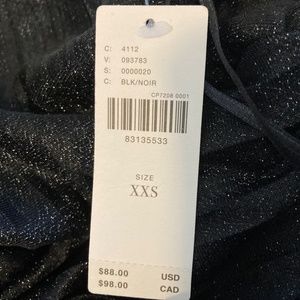 C: 4112
V: 093783
S: 0000020
C: BLK/NOIR
CP7208 0001
83135533
SIZE
XXS
$88.00 USD
$98.00 CAD